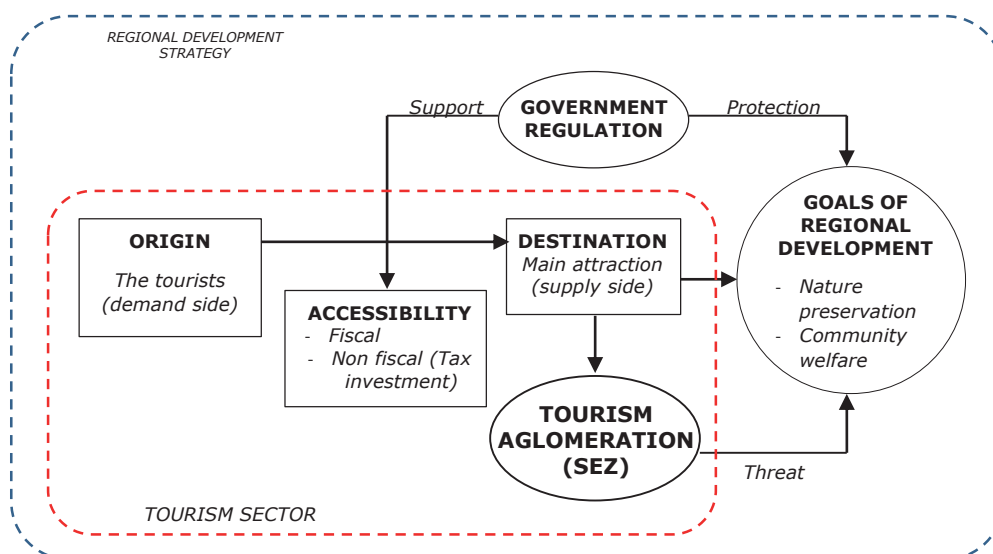 REGIONAL DEVELOPMENT
STRATEGY
Support
GOVERNMENT
REGULATION
Protection
ORIGIN
The tourists
(demand side)
DESTINATION
Main attraction
(supply side)
GOALS OF
REGIONAL
DEVELOPMENT
- Nature
preservation
- Community
welfare
ACCESSIBILITY
- Fiscal
- Non fiscal (Tax
investment)
TOURISM
AGLOMERATION
(SEZ)
Threat
TOURISM SECTOR